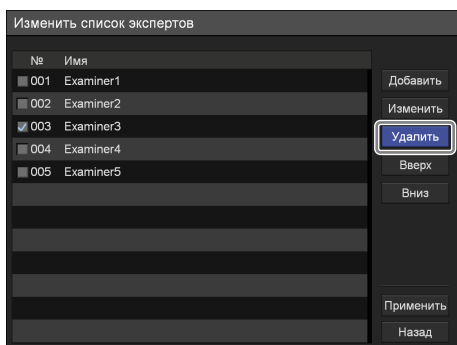 Изменить список экспертов
№ Имя
001 Examiner1
002 Examiner2
003 Examiner3
004 Examiner4
005 Examiner5
Добавить
Изменить
Удалить
Вверх
Вниз
Применить
Назад